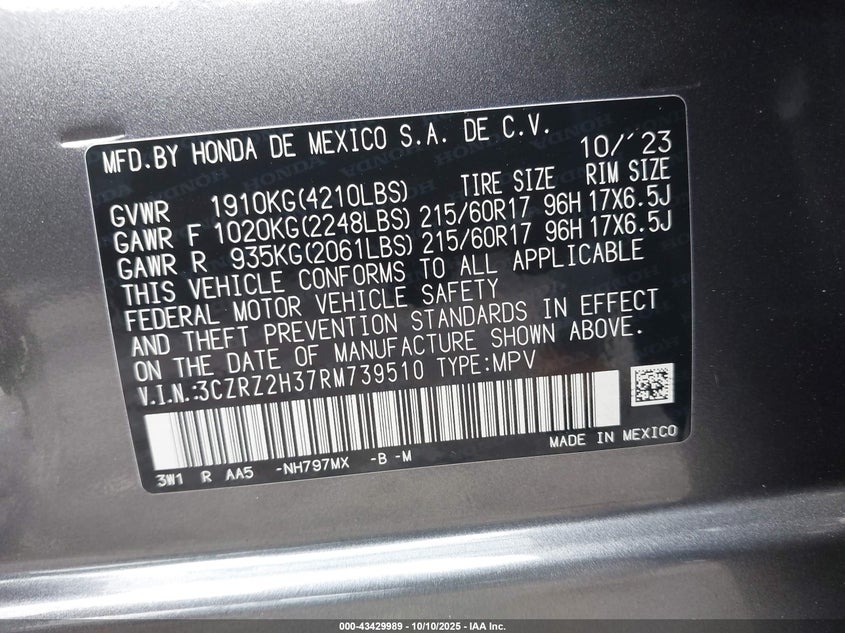 MFD.BY HONDA DE MEXICO S.A. DE C.V.
10/´23
TIRE SIZE RIM SIZE
GVWR 1910KG(4210LBS)
GAWR F 1020KG(2248LBS) 215/60R17 96H 17X6.5J
GAWR R 935KG(2061LBS) 215/60R17 96H 17X6.5J
THIS VEHICLE CONFORMS TO ALL APPLICABLE
FEDERAL MOTOR VEHICLE SAFETY
AND THEFT PREVENTION STANDARDS IN EFFECT
ON THE DATE OF MANUFACTURE SHOWN ABOVE.
V.I.N.:3CZRZ2H37RM739510 TYPE:MPV
MADE IN MEXICO
3W1 R AA5 -NH797MX -B -M
000-43429989 | 10/10/2025 - IAA Inc.